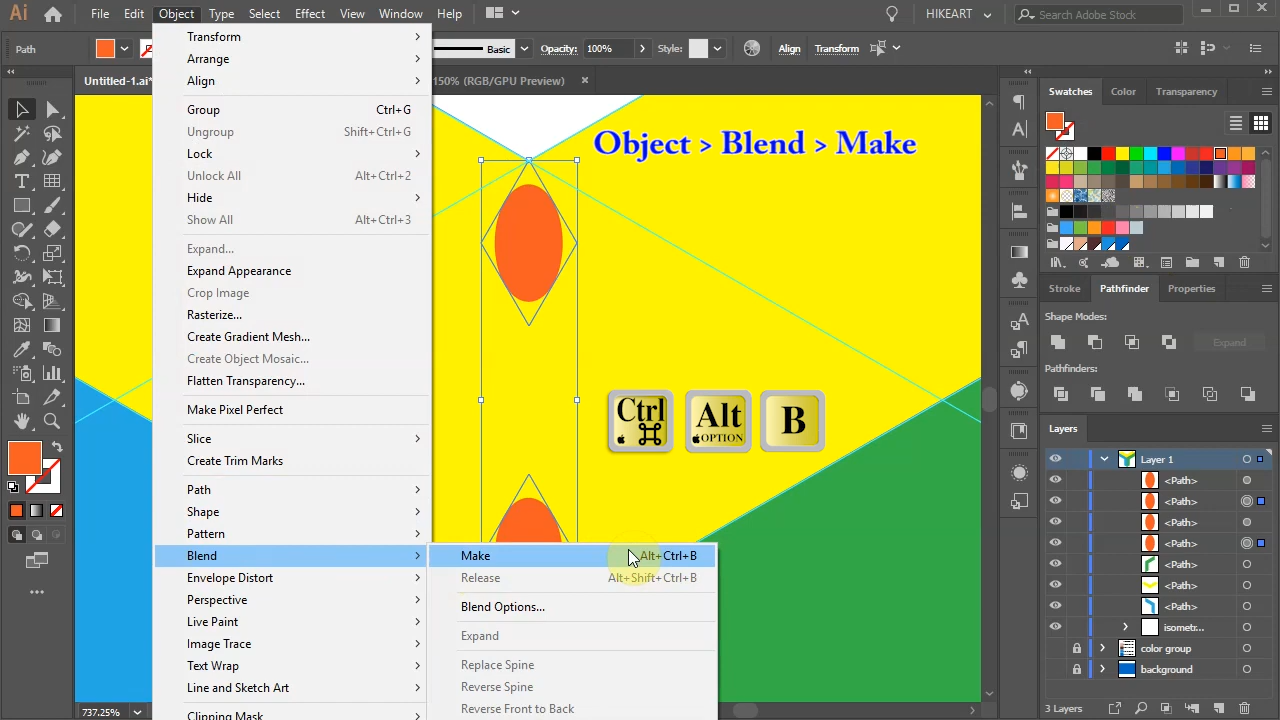 Ai File Edit Object Type Select Effect View Window Help HIKEART Search Adobe Stock
Path Basic Opacity: 100% Style: Align Transform
Untitled-1.ai* 150% (RGB/GPU Preview) ×
Transform
Arrange
Align
Group Ctrl+G
Ungroup Shift+Ctrl+G
Lock
Unlock All Alt+Ctrl+2
Hide
Show All Alt+Ctrl+3
Expand...
Expand Appearance
Crop Image
Rasterize...
Create Gradient Mesh...
Create Object Mosaic...
Flatten Transparency...
Make Pixel Perfect
Slice
Create Trim Marks
Path
Shape
Pattern
Blend
Envelope Distort
Perspective
Live Paint
Image Trace
Text Wrap
Line and Sketch Art
Clipping Mask
Make Alt+Ctrl+B
Release Alt+Shift+Ctrl+B
Blend Options...
Expand
Replace Spine
Reverse Spine
Reverse Front to Back
Object > Blend > Make
Ctrl Alt B
OPTION
Swatches Color Transparency
Stroke Pathfinder Properties
Shape Modes:
Expand
Pathfinders:
Layers
Layer 1
<Path>
<Path>
<Path>
<Path>
<Path>
<Path>
<Path>
isometr...
color group
background
3 Layers
737.25%